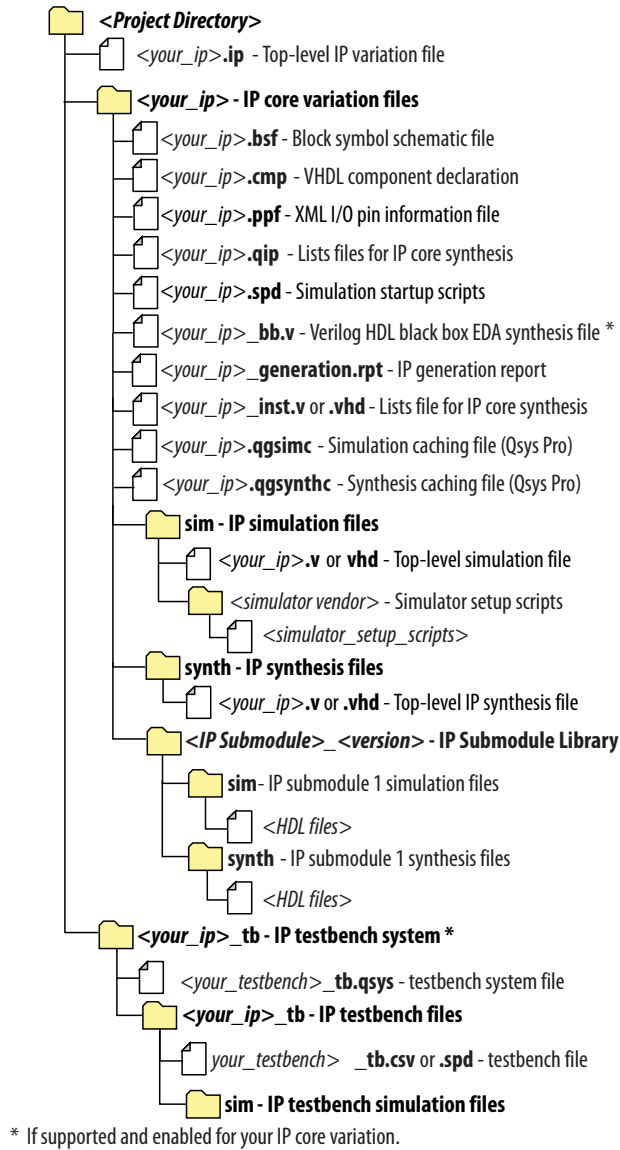 <Project Directory>
<your_ip>.ip - Top-level IP variation file
<your_ip> - IP core variation files
<your_ip>.bsf - Block symbol schematic file
<your_ip>.cmp - VHDL component declaration
<your_ip>.ppf - XML I/O pin information file
<your_ip>.qip - Lists files for IP core synthesis
<your_ip>.spd - Simulation startup scripts
<your_ip>_bb.v - Verilog HDL black box EDA synthesis file *
<your_ip>_generation.rpt - IP generation report
<your_ip>_inst.v or .vhd - Lists file for IP core synthesis
<your_ip>.qgsimc - Simulation caching file (Qsys Pro)
<your_ip>.qgsynthc - Synthesis caching file (Qsys Pro)
sim - IP simulation files
<your_ip>.v or vhd - Top-level simulation file
<simulator vendor> - Simulator setup scripts
<simulator_setup_scripts>
synth - IP synthesis files
<your_ip>.v or .vhd - Top-level IP synthesis file
<IP Submodule>_<version> - IP Submodule Library
sim- IP submodule 1 simulation files
<HDL files>
synth - IP submodule 1 synthesis files
<HDL files>
<your_ip>_tb - IP testbench system *
<your_testbench>_tb.qsys - testbench system file
<your_ip>_tb - IP testbench files
your_testbench> _tb.csv or .spd - testbench file
sim - IP testbench simulation files
* If supported and enabled for your IP core variation.